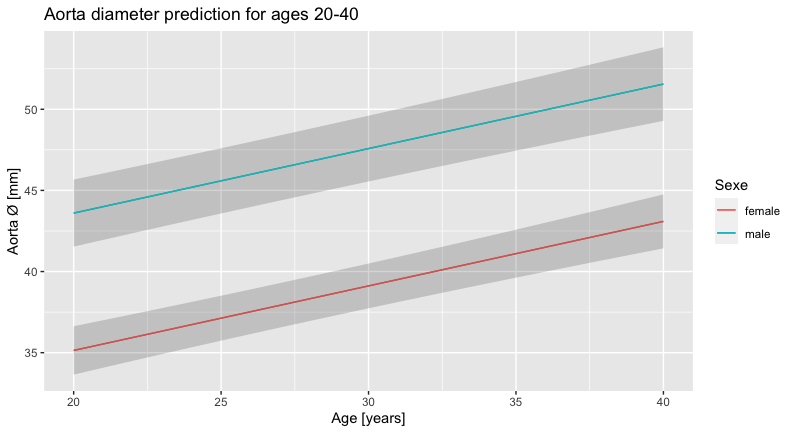 Aorta diameter prediction for ages 20-40
50
45
40
35
Aorta Ø [mm]
20 25 30 35 40
Age [years]
Sexe
female
male